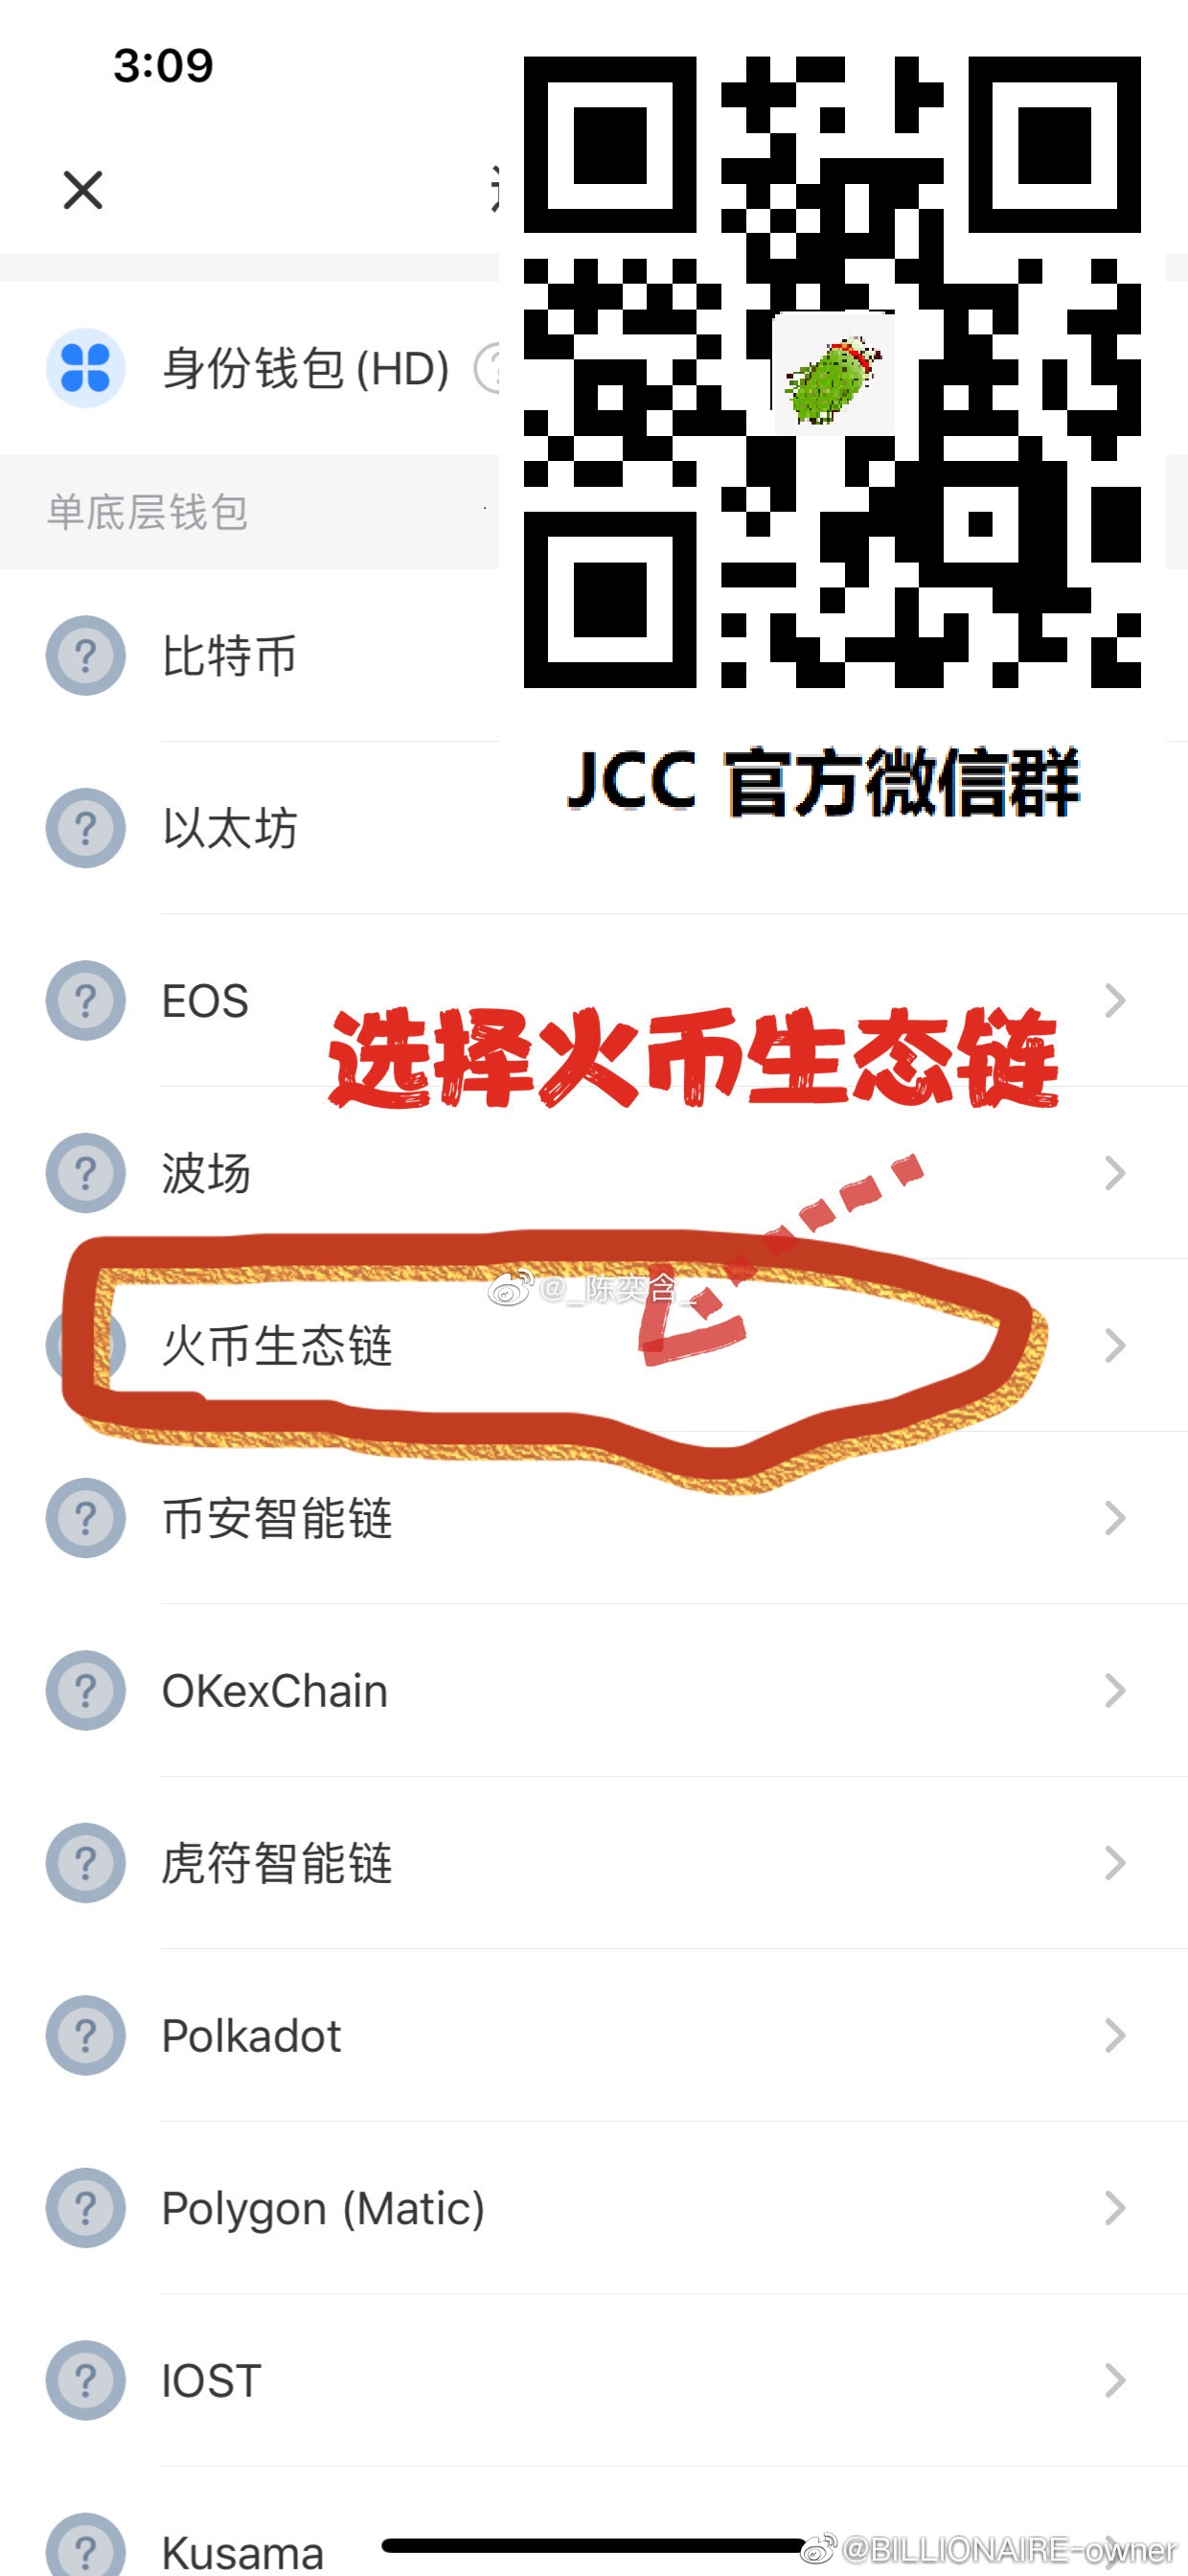 3:09
身份钱包 (HD)
单底层钱包
比特币
JCC 官方微信群
以太坊
EOS
选择火币生态链
波场
@_陈奕含_
火币生态链
币安智能链
OKexChain
虎符智能链
Polkadot
Polygon (Matic)
IOST
Kusama
@BILLIONAIRE-owner